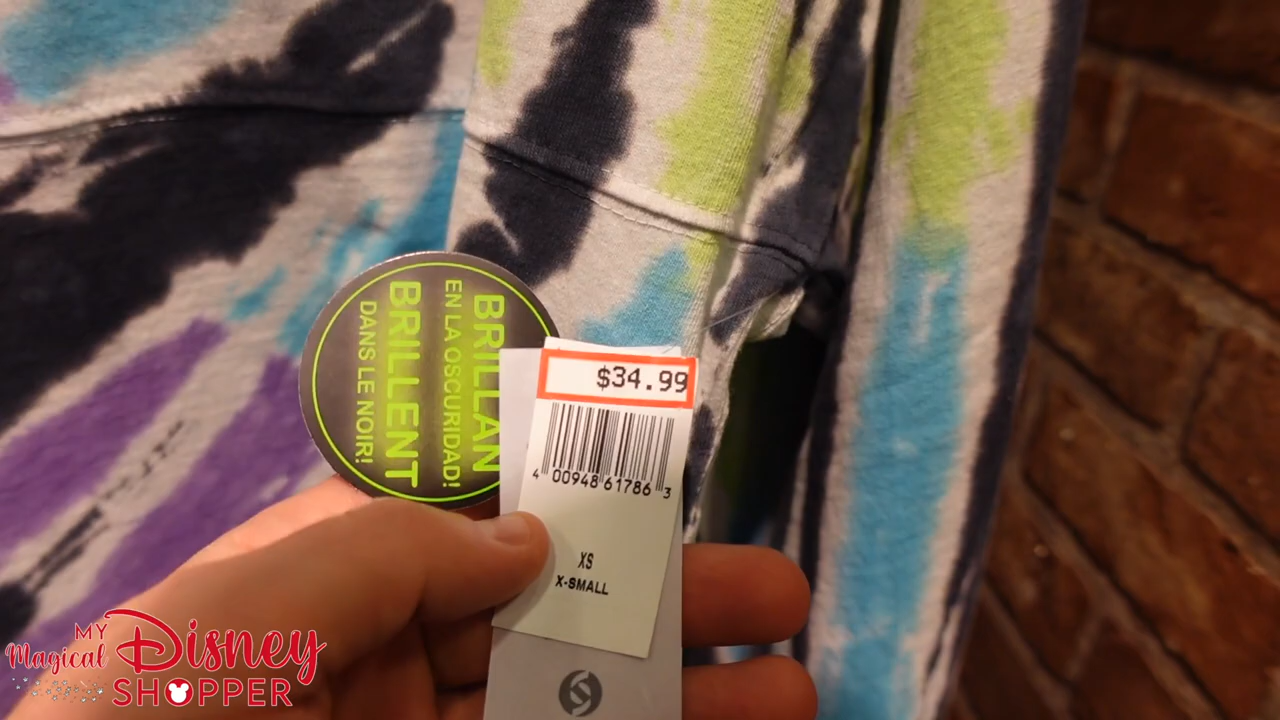 BRILLAN
EN LA OSCURIDAD!
BRILLENT
DANS LE NOIR!
$34.99
4 00948 61786 3
XS
X-SMALL
MY
Magical Disney
SHOPPER